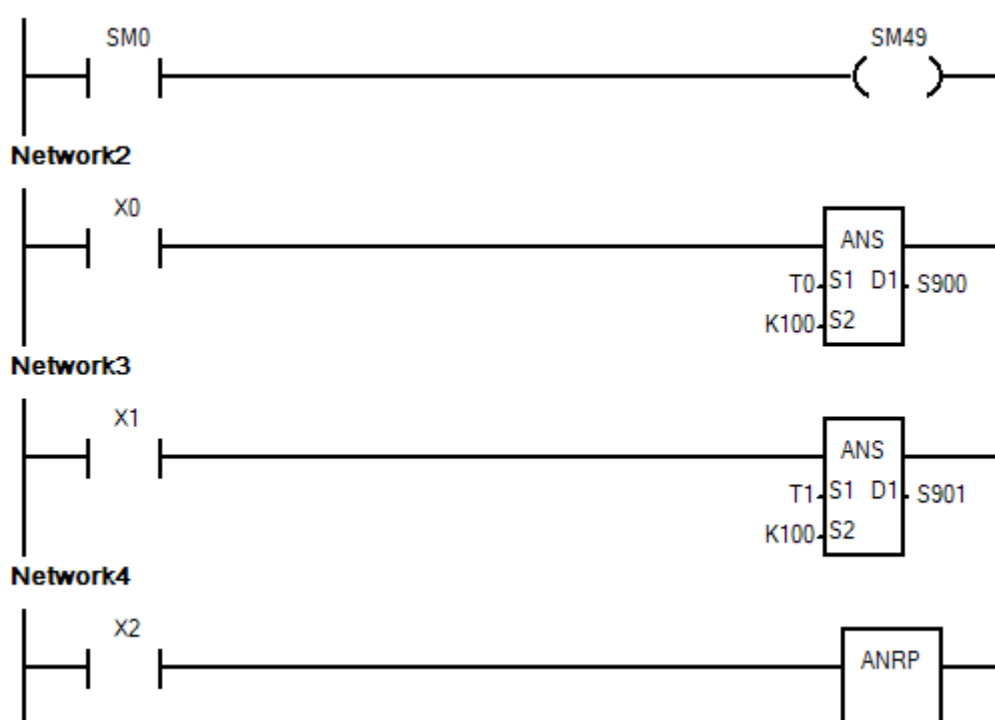 SM0 SM49
Network2
X0
ANS
T0 S1 D1 S900
K100 S2
Network3
X1
ANS
T1 S1 D1 S901
K100 S2
Network4
X2
ANRP